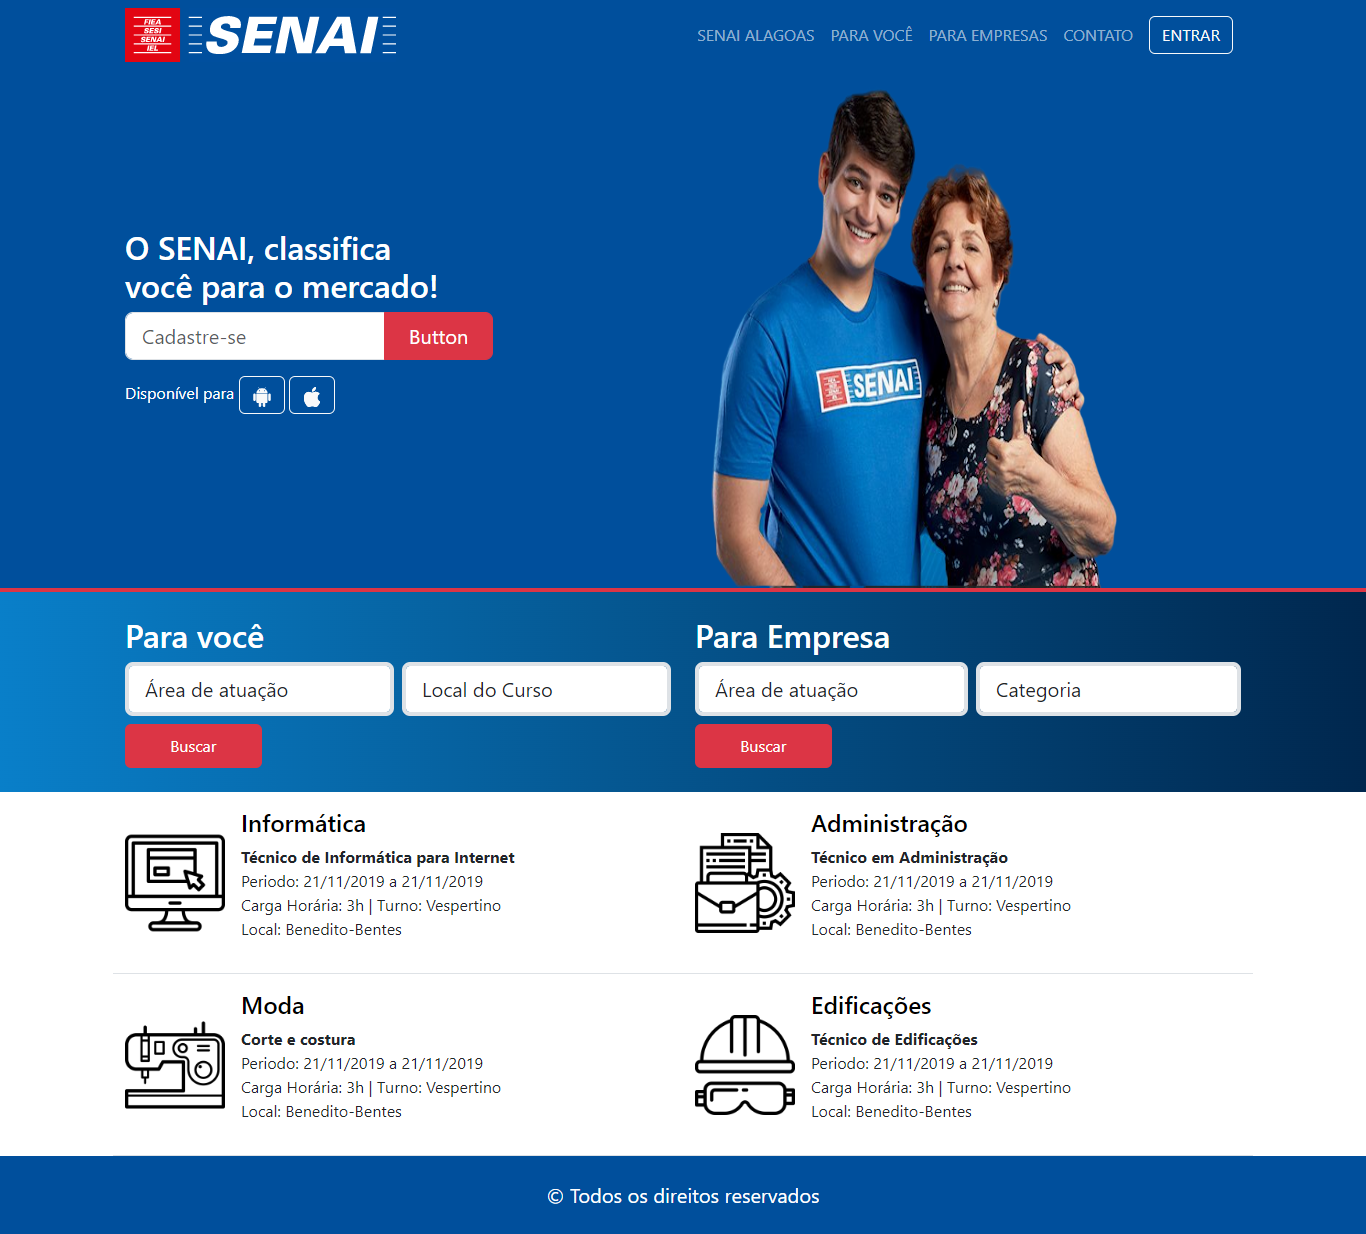 FIEA
SESI
SENAI
IEL
SENAI
SENAI ALAGOAS
PARA VOCÊ
PARA EMPRESAS
CONTATO
ENTRAR
O SENAI, classifica
você para o mercado!
Cadastre-se
Button
Disponível para
SENAI
Para você
Área de atuação
Local do Curso
Buscar
Para Empresa
Área de atuação
Categoria
Buscar
Informática
Técnico de Informática para Internet
Periodo: 21/11/2019 a 21/11/2019
Carga Horária: 3h | Turno: Vespertino
Local: Benedito-Bentes
Administração
Técnico em Administração
Periodo: 21/11/2019 a 21/11/2019
Carga Horária: 3h | Turno: Vespertino
Local: Benedito-Bentes
Moda
Corte e costura
Periodo: 21/11/2019 a 21/11/2019
Carga Horária: 3h | Turno: Vespertino
Local: Benedito-Bentes
Edificações
Técnico de Edificações
Periodo: 21/11/2019 a 21/11/2019
Carga Horária: 3h | Turno: Vespertino
Local: Benedito-Bentes
© Todos os direitos reservados